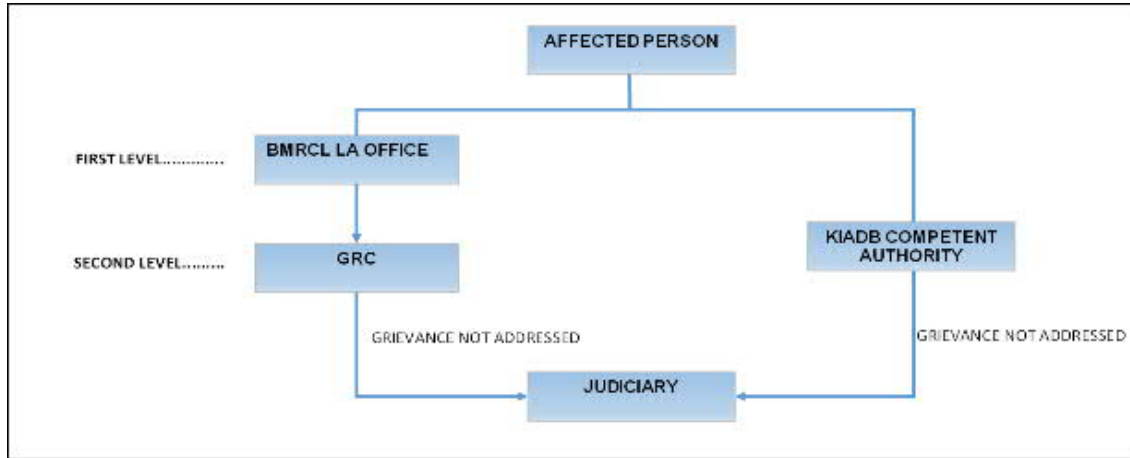 AFFECTED PERSON
FIRST LEVEL.............
BMRCL LA OFFICE
SECOND LEVEL.........
GRC
KIADB COMPETENT
AUTHORITY
GRIEVANCE NOT ADDRESSED
GRIEVANCE NOT ADDRESSED
JUDICIARY